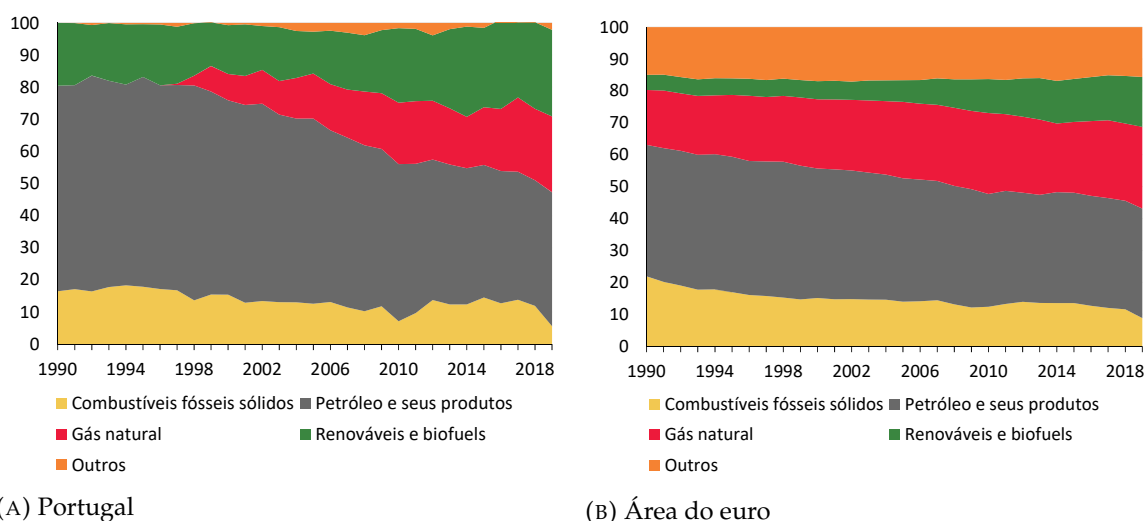 100
90
80
70
60
50
40
30
20
10
0
1990 1994 1998 2002 2006 2010 2014 2018
Combustíveis fósseis sólidos Petróleo e seus produtos
Gás natural Renováveis e biofuels
Outros
(A) Portugal
100
90
80
70
60
50
40
30
20
10
0
1990 1994 1998 2002 2006 2010 2014 2018
Combustíveis fósseis sólidos Petróleo e seus produtos
Gás natural Renováveis e biofuels
Outros
(B) Área do euro